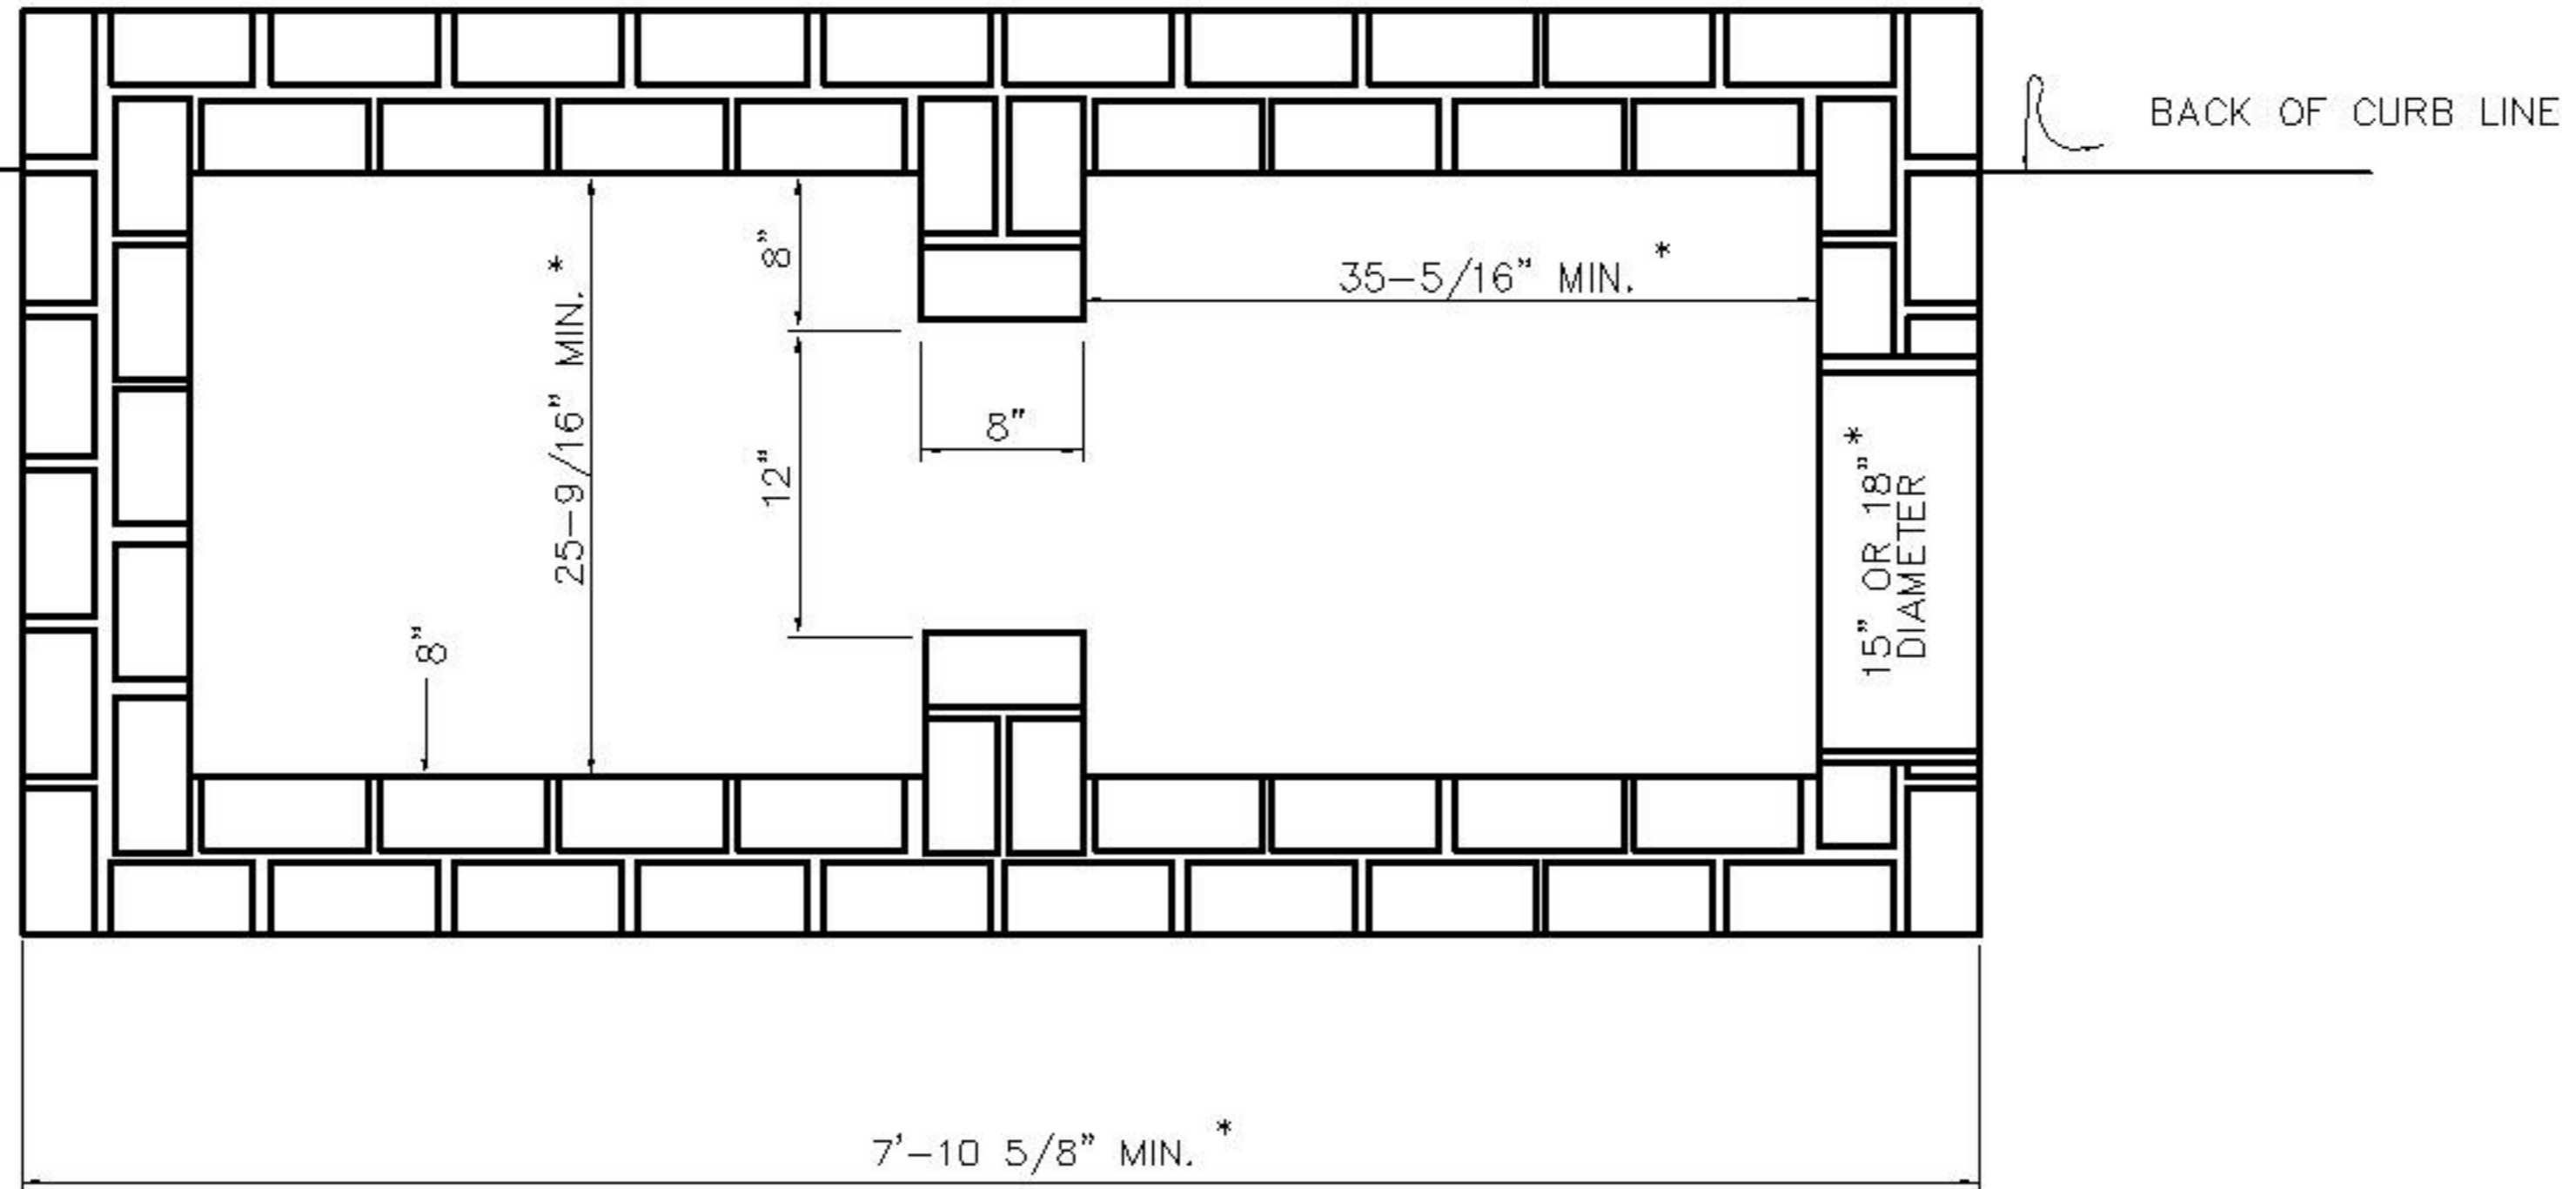 BACK OF CURB LINE
8"
35-5/16" MIN. *
25-9/16" MIN. *
8"
12"
15" OR 18" *
DIAMETER
8"
7'-10 5/8" MIN. *